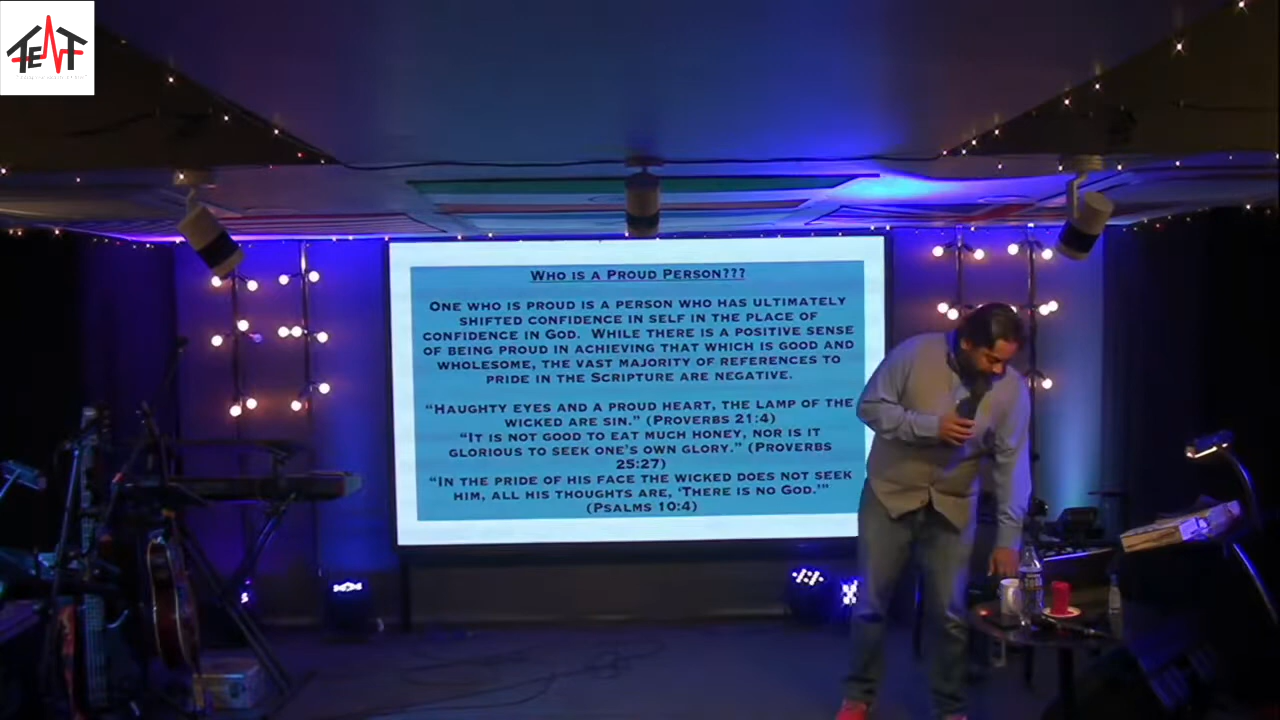 TENT
Who is a Proud Person???
One who is proud is a person who has ultimately
shifted confidence in self in the place of
confidence in God. While there is a positive sense
of being proud in achieving that which is good and
wholesome, the vast majority of references to
pride in the Scripture are negative.
“Haughty eyes and a proud heart, the lamp of the
wicked are sin.” (Proverbs 21:4)
“It is not good to eat much honey, nor is it
glorious to seek one’s own glory.” (Proverbs
25:27)
“In the pride of his face the wicked does not seek
him, all his thoughts are, ‘There is no God.’”
(Psalms 10:4)